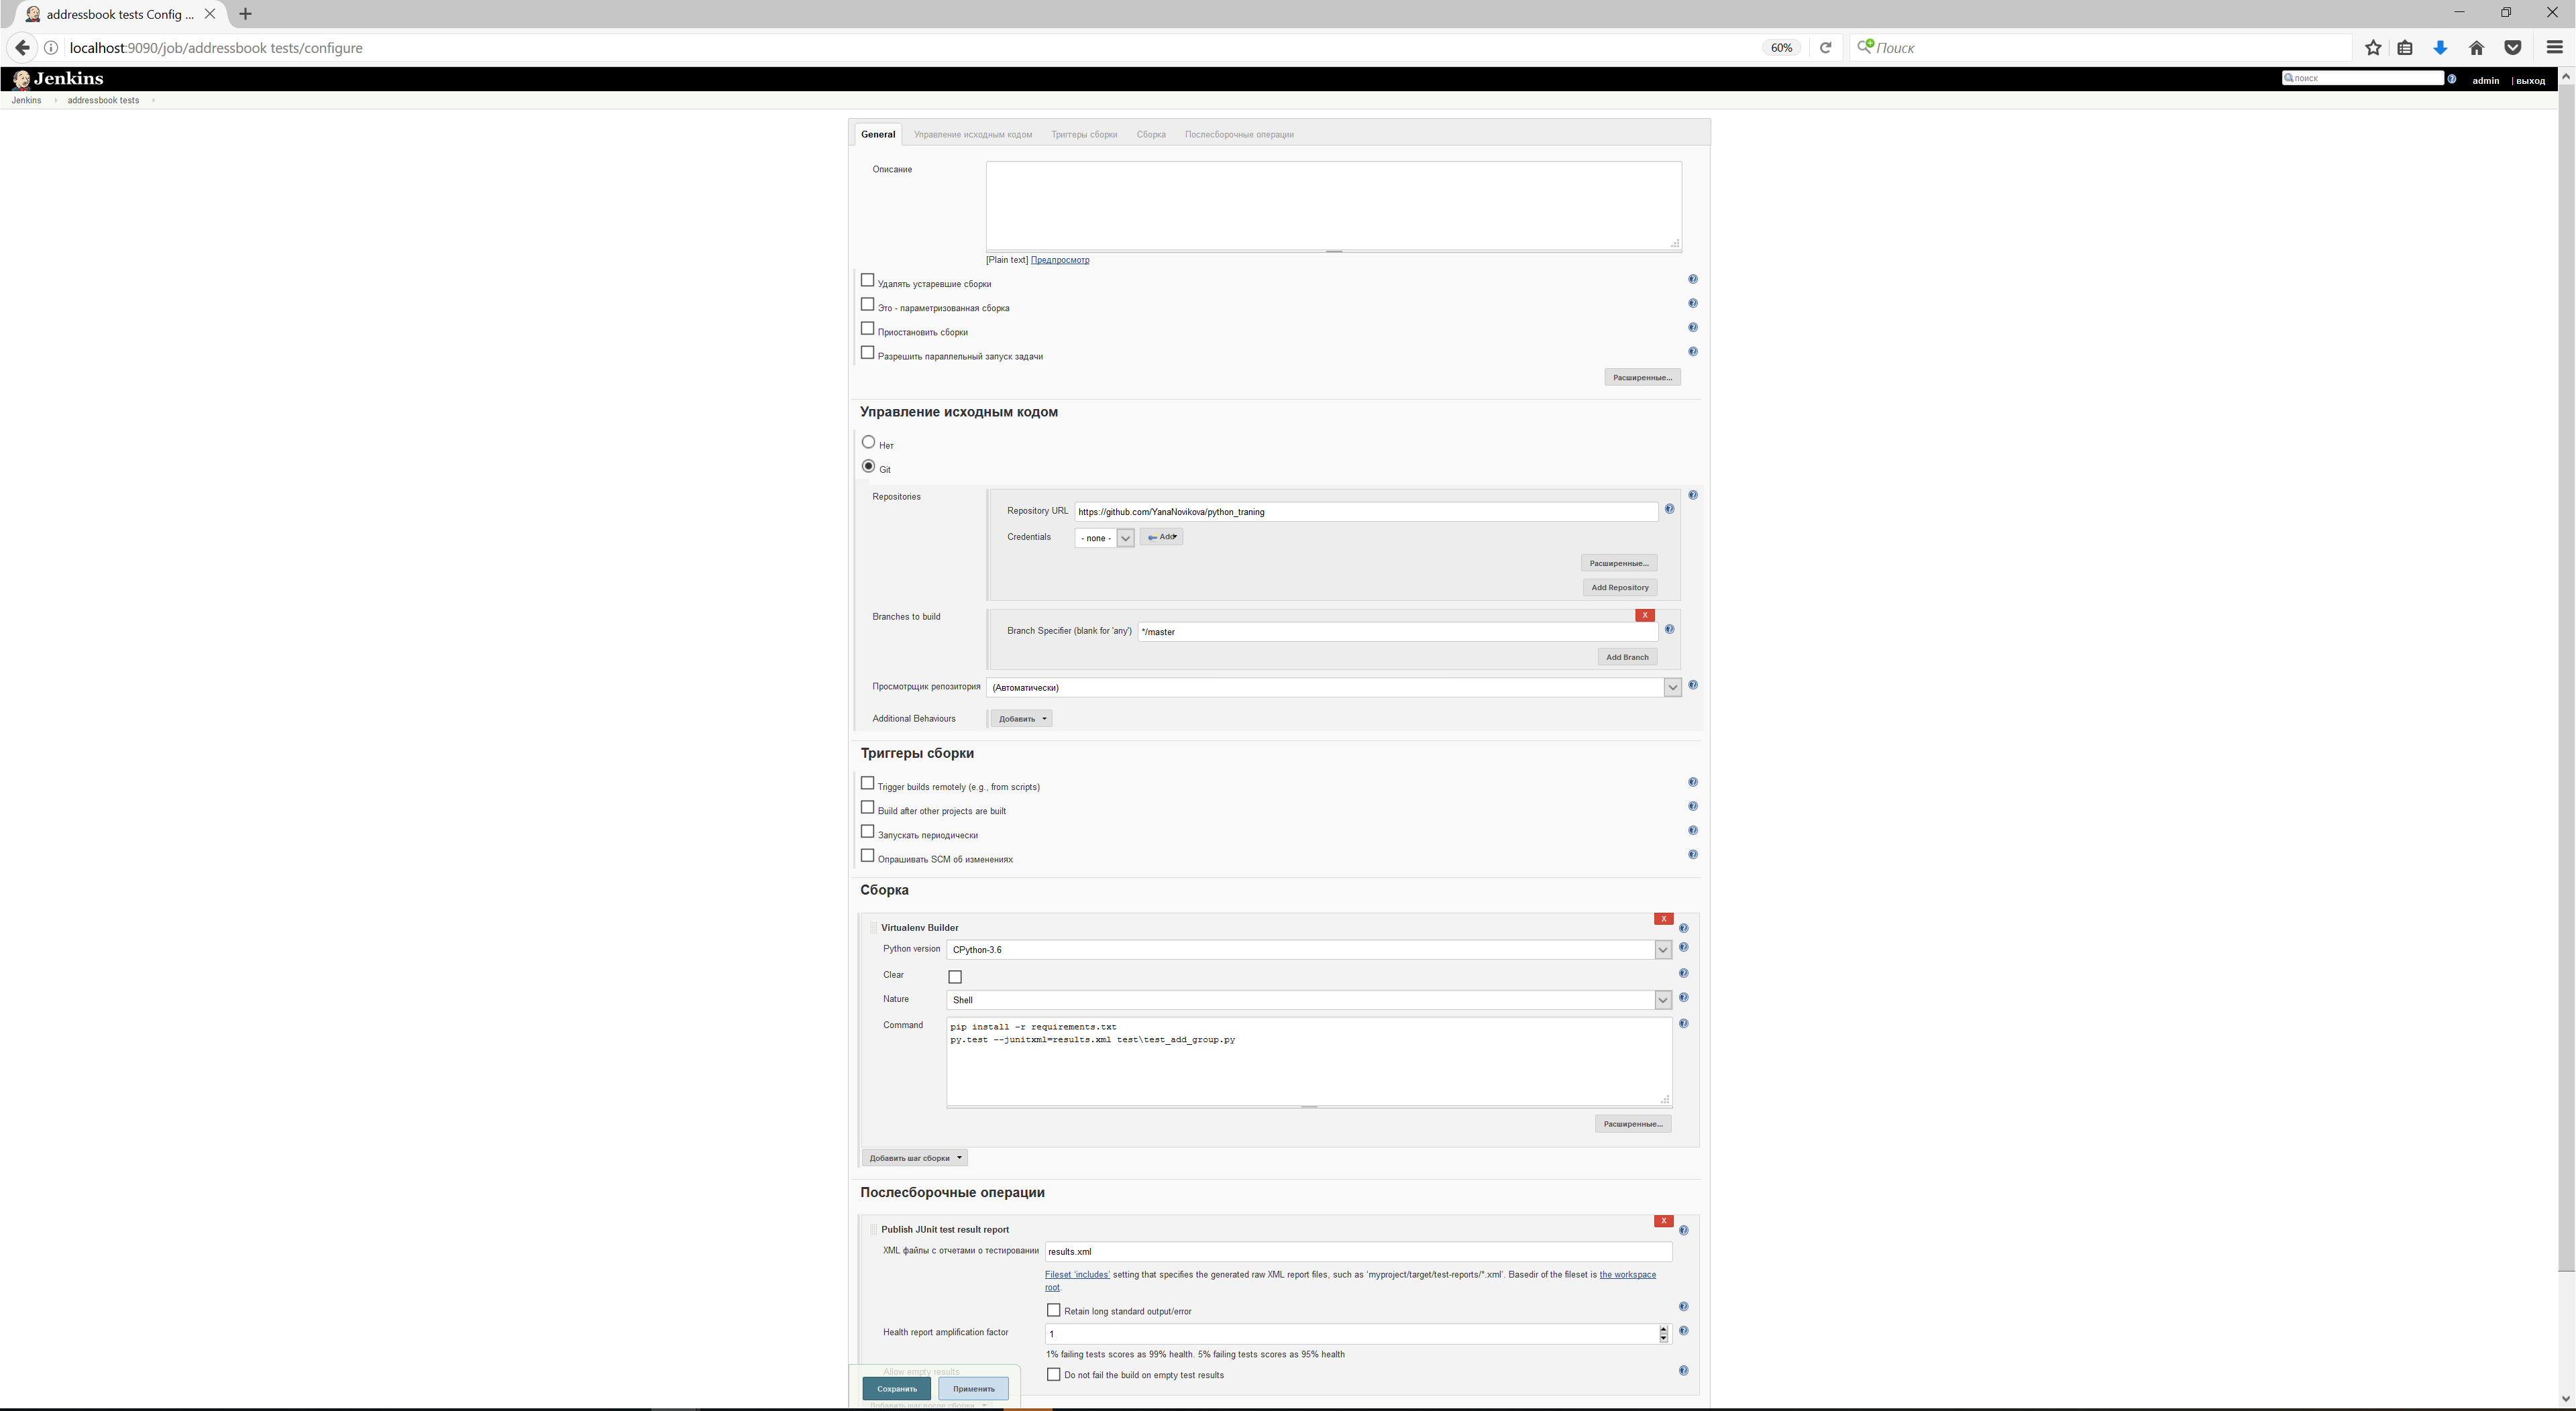 addressbook tests Config ...
localhost:9090/job/addressbook tests/configure
60%
Поиск
Jenkins
поиск
admin
| выход
Jenkins
addressbook tests
General
Управление исходным кодом
Триггеры сборки
Сборка
Послесборочные операции
Описание
[Plain text] Предпросмотр
Удалять устаревшие сборки
Это - параметризованная сборка
Приостановить сборки
Разрешить параллельный запуск задачи
Расширенные...
Управление исходным кодом
Нет
Git
Repositories
Repository URL
https://github.com/YanaNovikova/python_traning
Credentials
- none -
Add
Расширенные...
Add Repository
Branches to build
X
Branch Specifier (blank for 'any')
*/master
Add Branch
Просмотрщик репозитория
(Автоматически)
Additional Behaviours
Добавить
Триггеры сборки
Trigger builds remotely (e.g., from scripts)
Build after other projects are built
Запускать периодически
Опрашивать SCM об изменениях
Сборка
X
Virtualenv Builder
Python version
CPython-3.6
Clear
Nature
Shell
Command
pip install -r requirements.txt
py.test --junitxml=results.xml test\test_add_group.py
Расширенные...
Добавить шаг сборки
Послесборочные операции
X
Publish JUnit test result report
XML файлы с отчетами о тестировании
results.xml
Fileset 'includes' setting that specifies the generated raw XML report files, such as 'myproject/target/test-reports/*.xml'. Basedir of the fileset is the workspace
root.
Retain long standard output/error
Health report amplification factor
1
1% failing tests scores as 99% health. 5% failing tests scores as 95% health
Allow empty results
Do not fail the build on empty test results
Сохранить
Применить
Добавить шаг после сборки